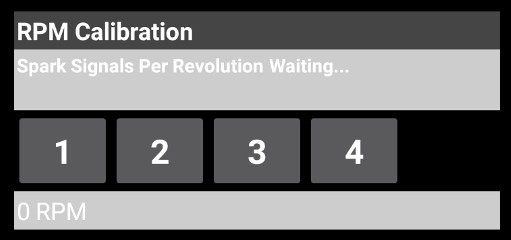 RPM Calibration
Spark Signals Per Revolution Waiting...
1 2 3 4
0 RPM